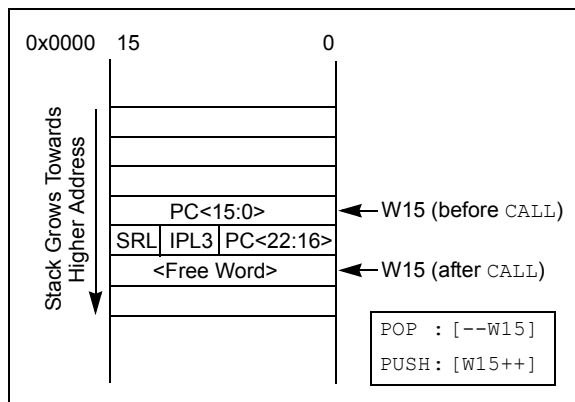 0x0000 15 0
Stack Grows Towards
Higher Address
PC<15:0>
W15 (before CALL)
SRL IPL3 PC<22:16>
<Free Word>
W15 (after CALL)
POP : [--W15]
PUSH: [W15++]